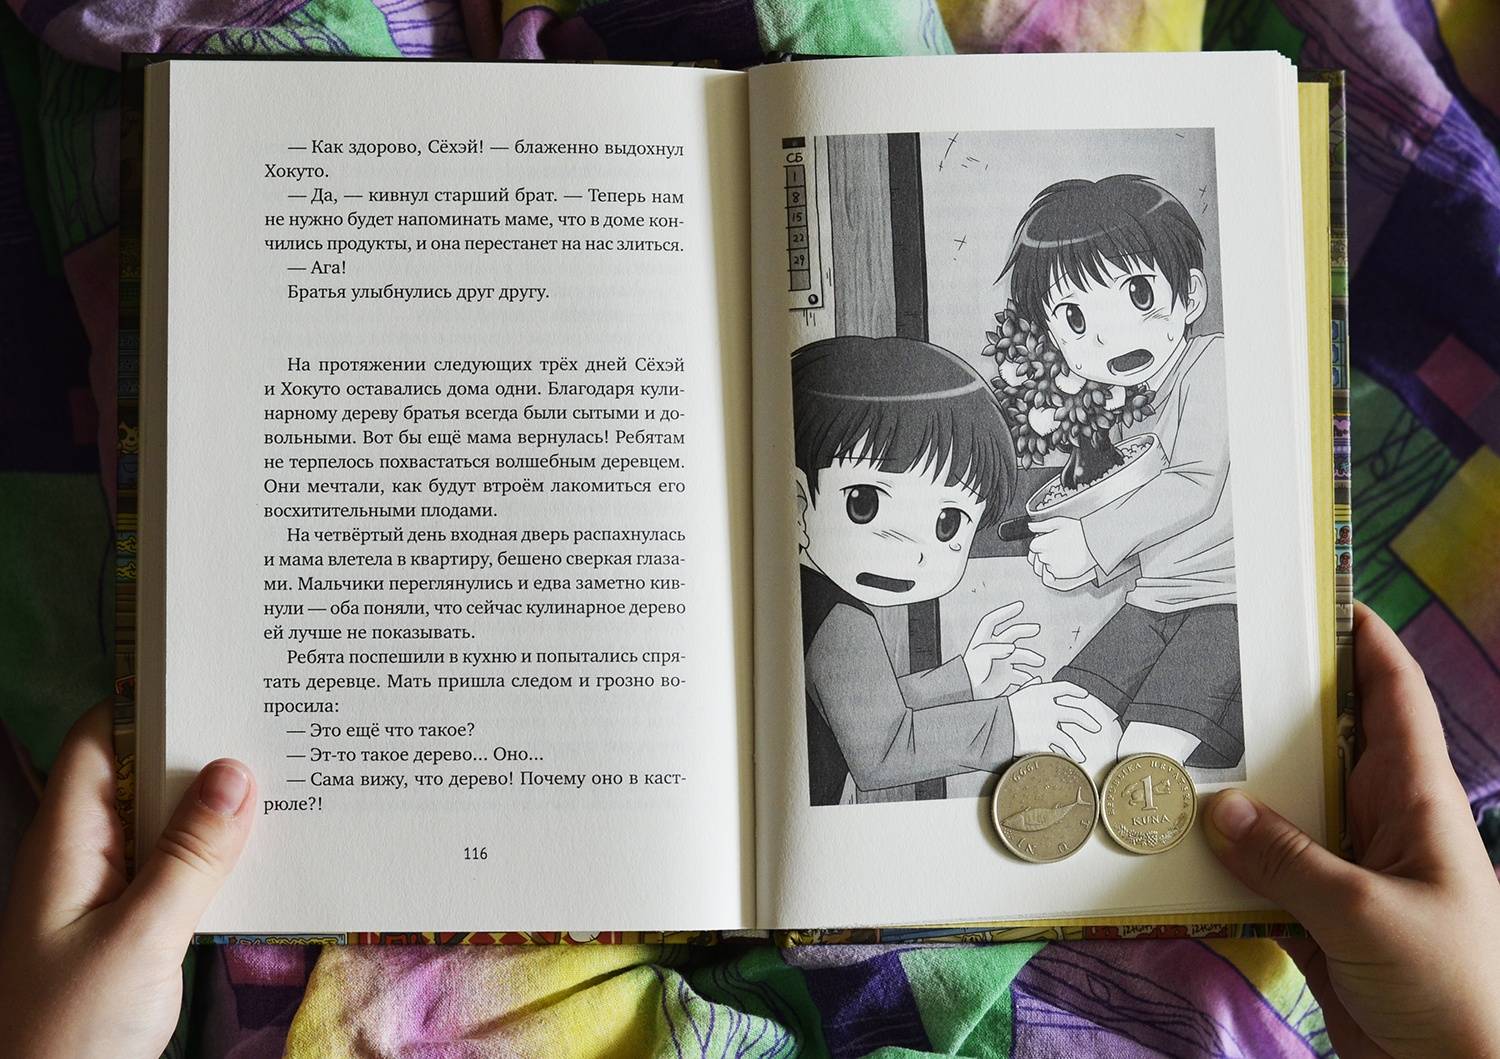 — Как здорово, Сёхэй! — блаженно выдохнул
Хокуто.
— Да, — кивнул старший брат. — Теперь нам
не нужно будет напоминать маме, что в доме кон-
чились продукты, и она перестанет на нас злиться.
— Ага!
Братья улыбнулись друг другу.
На протяжении следующих трёх дней Сёхэй
и Хокуто оставались дома одни. Благодаря кули-
нарному дереву братья всегда были сытыми и до-
вольными. Вот бы ещё мама вернулась! Ребятам
не терпелось похвастаться волшебным деревцем.
Они мечтали, как будут втроём лакомиться его
восхитительными плодами.
На четвёртый день входная дверь распахнулась
и мама влетела в квартиру, бешено сверкая глаза-
ми. Мальчики переглянулись и едва заметно кив-
нули — оба поняли, что сейчас кулинарное дерево
ей лучше не показывать.
Ребята поспешили в кухню и попытались спря-
тать деревце. Мать пришла следом и грозно во-
просила:
— Это ещё что такое?
— Эт-то такое дерево... Оно...
— Сама вижу, что дерево! Почему оно в каст-
рюле?!
116
СБ
1
8
15
22
29
1999
TUNJ
REPUBLIKA HRVATSKA
1
KUNA